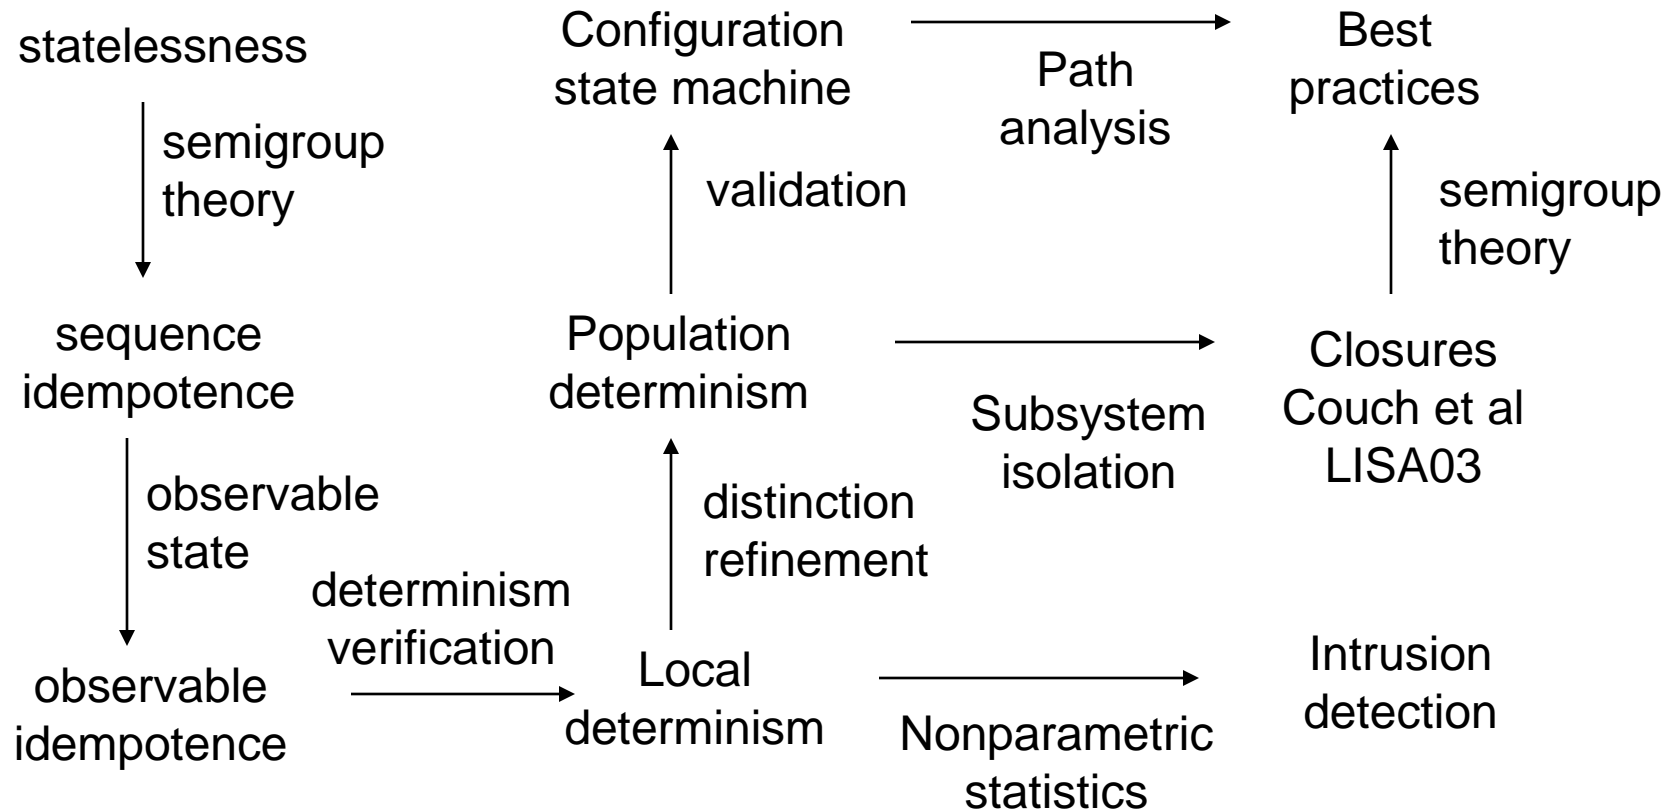 statelessness
Configuration
state machine
Path
analysis
Best
practices
semigroup
theory
validation
semigroup
theory
sequence
idempotence
Population
determinism
Subsystem
isolation
Closures
Couch et al
LISA03
observable
state
distinction
refinement
determinism
verification
observable
idempotence
Local
determinism
Nonparametric
statistics
Intrusion
detection